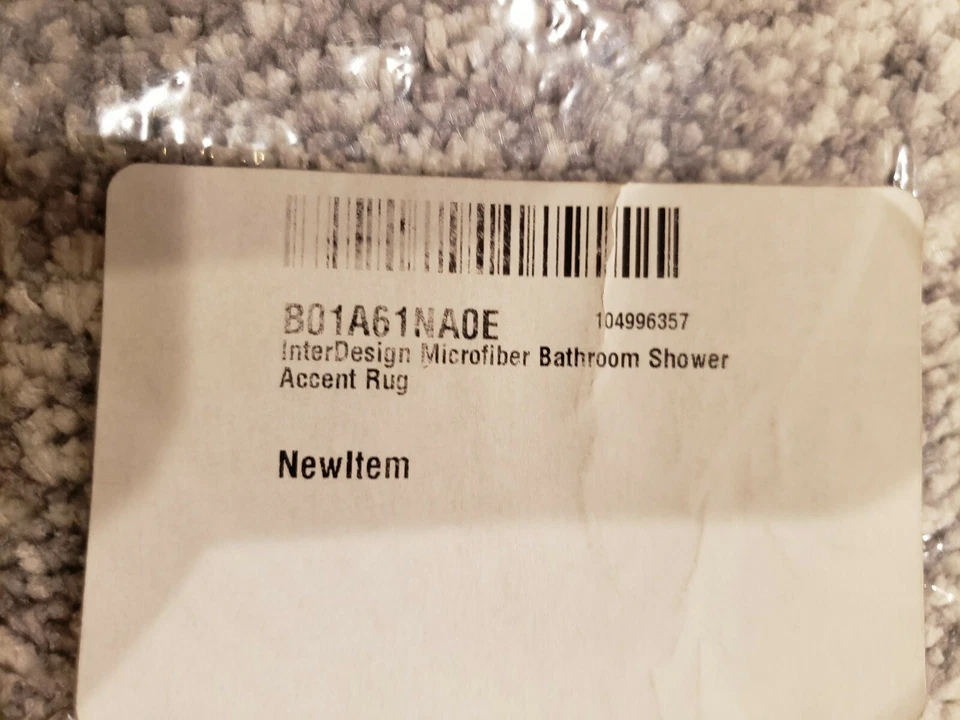 B01A61NA0E 104996357
InterDesign Microfiber Bathroom Shower
Accent Rug
NewItem